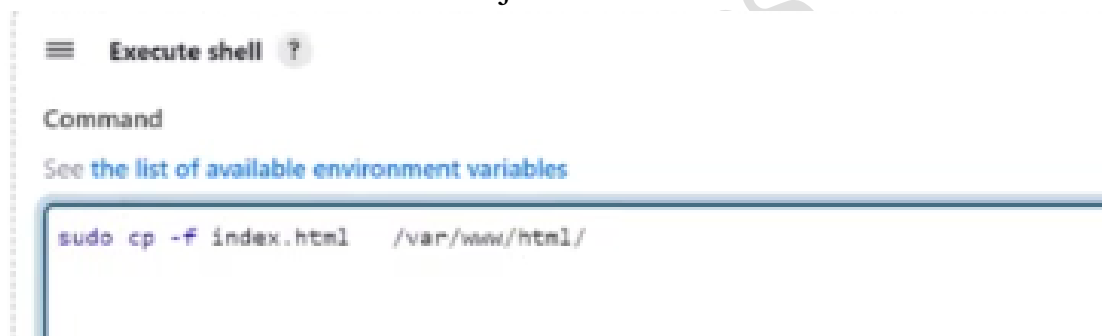 Execute shell ?
Command
See the list of available environment variables
sudo cp -f index.html   /var/www/html/